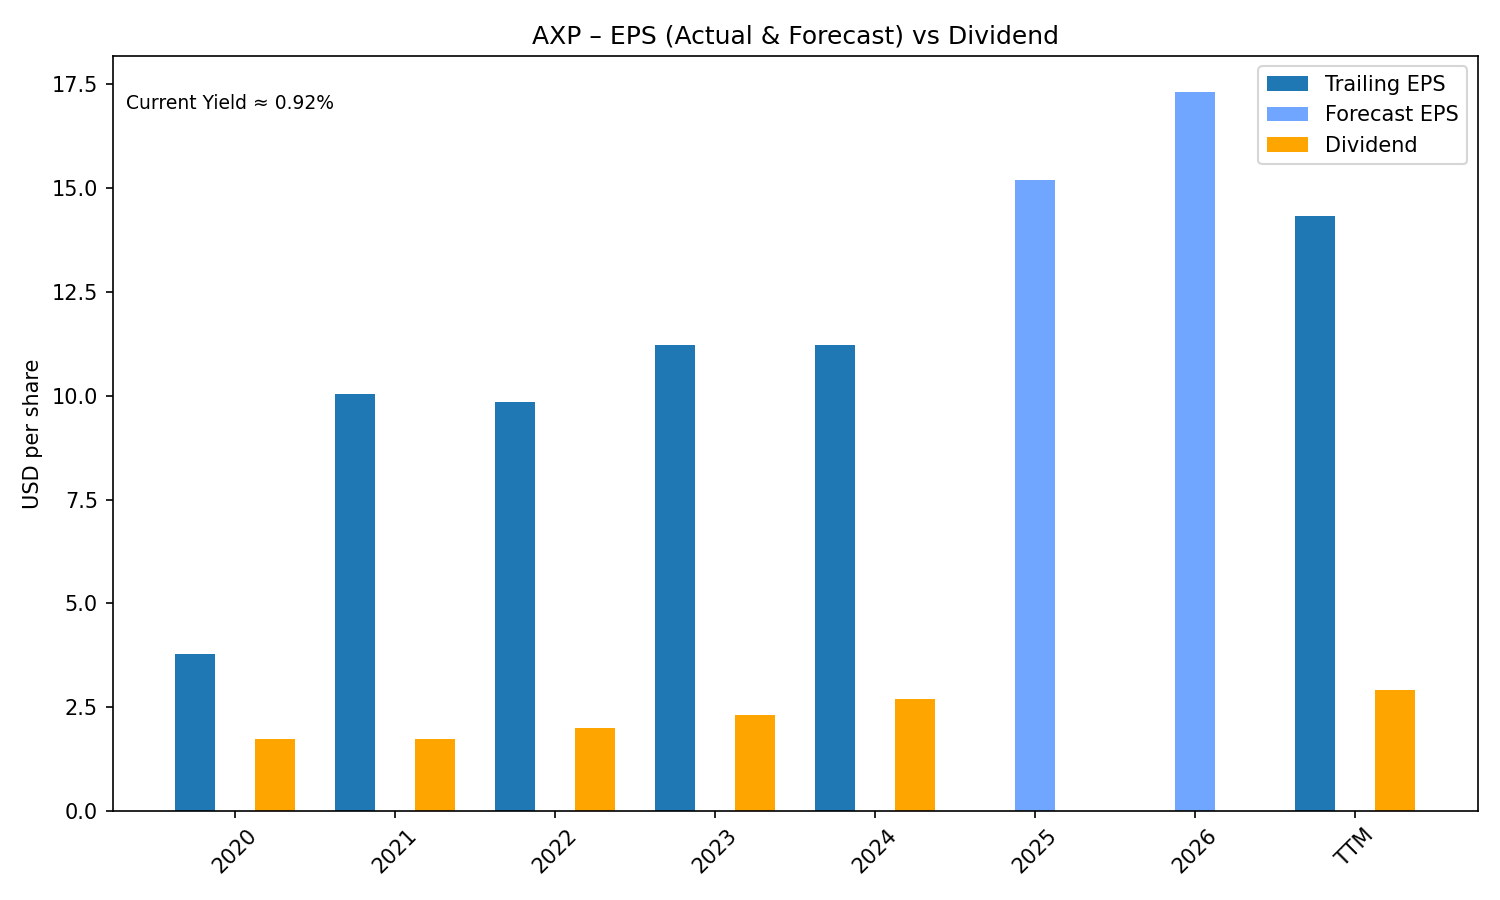 AXP – EPS (Actual & Forecast) vs Dividend
Current Yield ≈ 0.92%
Trailing EPS
Forecast EPS
Dividend
USD per share
17.5
15.0
12.5
10.0
7.5
5.0
2.5
0.0
2020
2021
2022
2023
2024
2025
2026
TTM